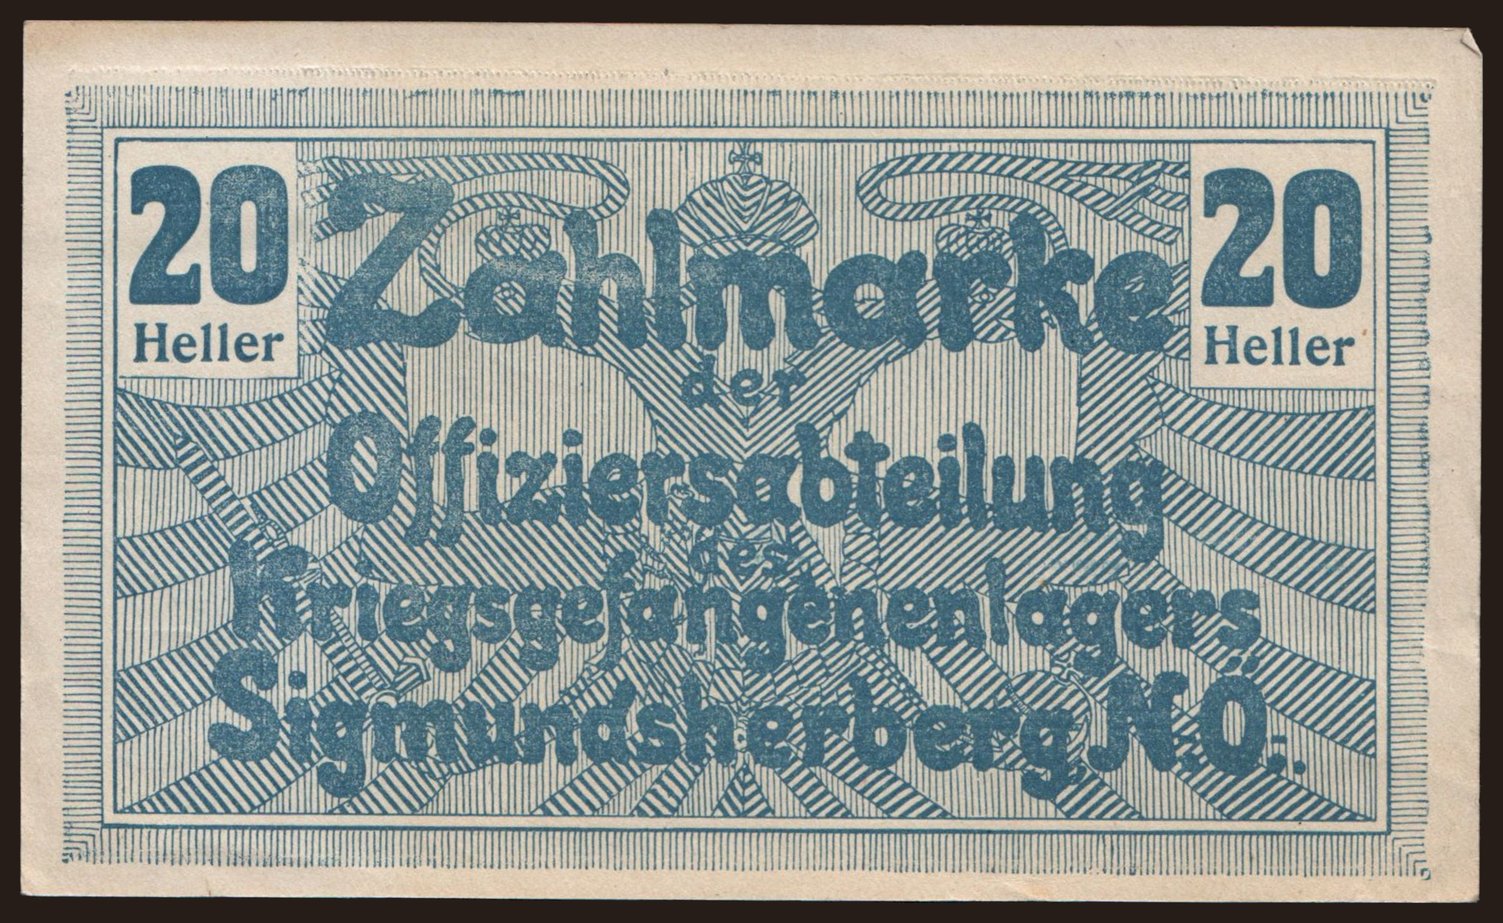 20
Heller
20
Heller
Zahlmarke
der
Offiziersabteilung
des
Kriegsgefangenenlagers
Sigmundsherberg N.Ö.